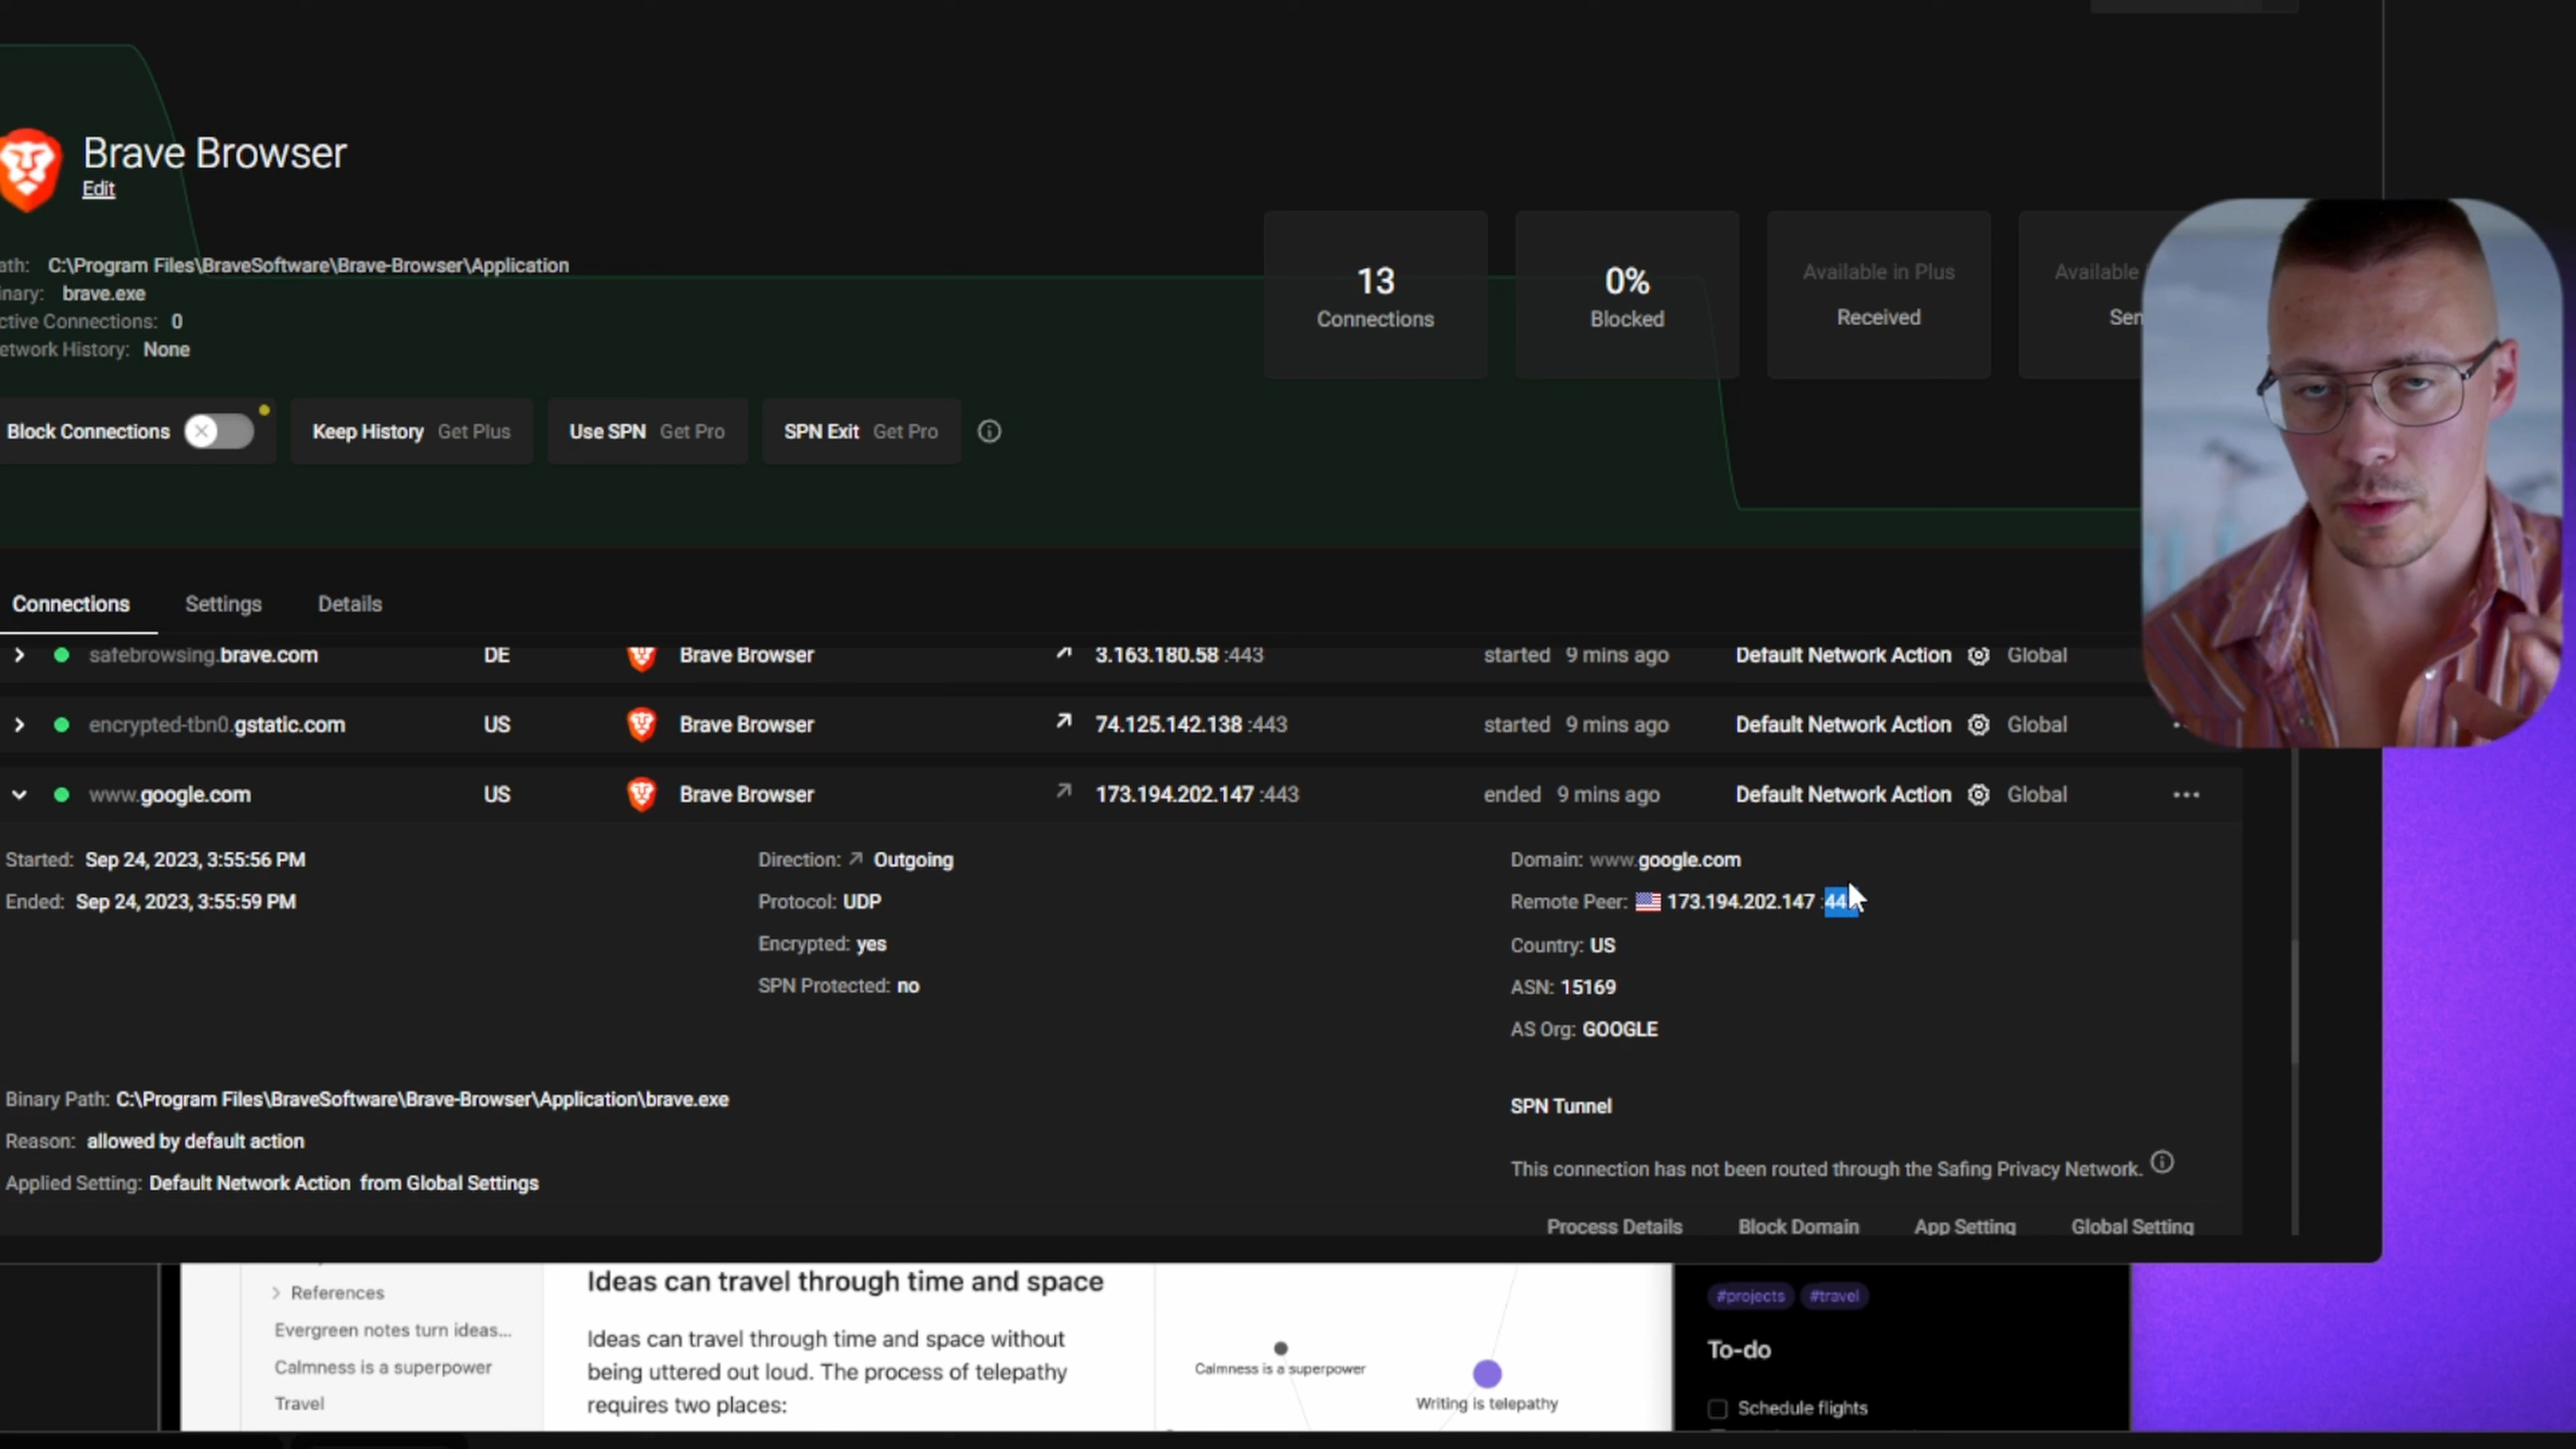 Brave Browser
Edit
ath: C:\Program Files\BraveSoftware\Brave-Browser\Application
inary: brave.exe
ctive Connections: 0
etwork History: None
13
Connections
0%
Blocked
Available in Plus
Received
Available
Sen
Block Connections
Keep History Get Plus
Use SPN Get Pro
SPN Exit Get Pro
Connections Settings Details
safebrowsing.brave.com DE Brave Browser 3.163.180.58 :443 started 9 mins ago Default Network Action Global
encrypted-tbn0.gstatic.com US Brave Browser 74.125.142.138 :443 started 9 mins ago Default Network Action Global
www.google.com US Brave Browser 173.194.202.147 :443 ended 9 mins ago Default Network Action Global
Started: Sep 24, 2023, 3:55:56 PM
Ended: Sep 24, 2023, 3:55:59 PM
Direction: Outgoing
Protocol: UDP
Encrypted: yes
SPN Protected: no
Domain: www.google.com
Remote Peer: 173.194.202.147 :44
Country: US
ASN: 15169
AS Org: GOOGLE
Binary Path: C:\Program Files\BraveSoftware\Brave-Browser\Application\brave.exe
Reason: allowed by default action
Applied Setting: Default Network Action from Global Settings
SPN Tunnel
This connection has not been routed through the Safing Privacy Network.
Process Details Block Domain App Setting Global Setting
References
Evergreen notes turn ideas...
Calmness is a superpower
Travel
Ideas can travel through time and space
Ideas can travel through time and space without
being uttered out loud. The process of telepathy
requires two places:
Calmness is a superpower
Writing is telepathy
#projects #travel
To-do
Schedule flights